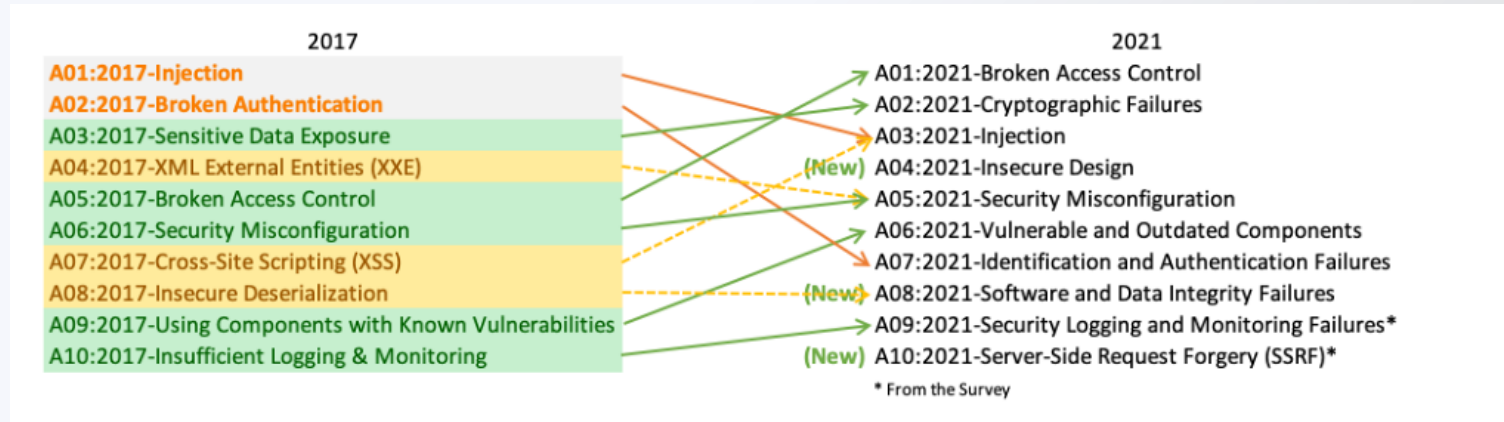 2017
A01:2017-Injection
A02:2017-Broken Authentication
A03:2017-Sensitive Data Exposure
A04:2017-XML External Entities (XXE)
A05:2017-Broken Access Control
A06:2017-Security Misconfiguration
A07:2017-Cross-Site Scripting (XSS)
A08:2017-Insecure Deserialization
A09:2017-Using Components with Known Vulnerabilities
A10:2017-Insufficient Logging & Monitoring
2021
A01:2021-Broken Access Control
A02:2021-Cryptographic Failures
A03:2021-Injection
(New) A04:2021-Insecure Design
A05:2021-Security Misconfiguration
A06:2021-Vulnerable and Outdated Components
A07:2021-Identification and Authentication Failures
(New) A08:2021-Software and Data Integrity Failures
A09:2021-Security Logging and Monitoring Failures*
(New) A10:2021-Server-Side Request Forgery (SSRF)*
* From the Survey